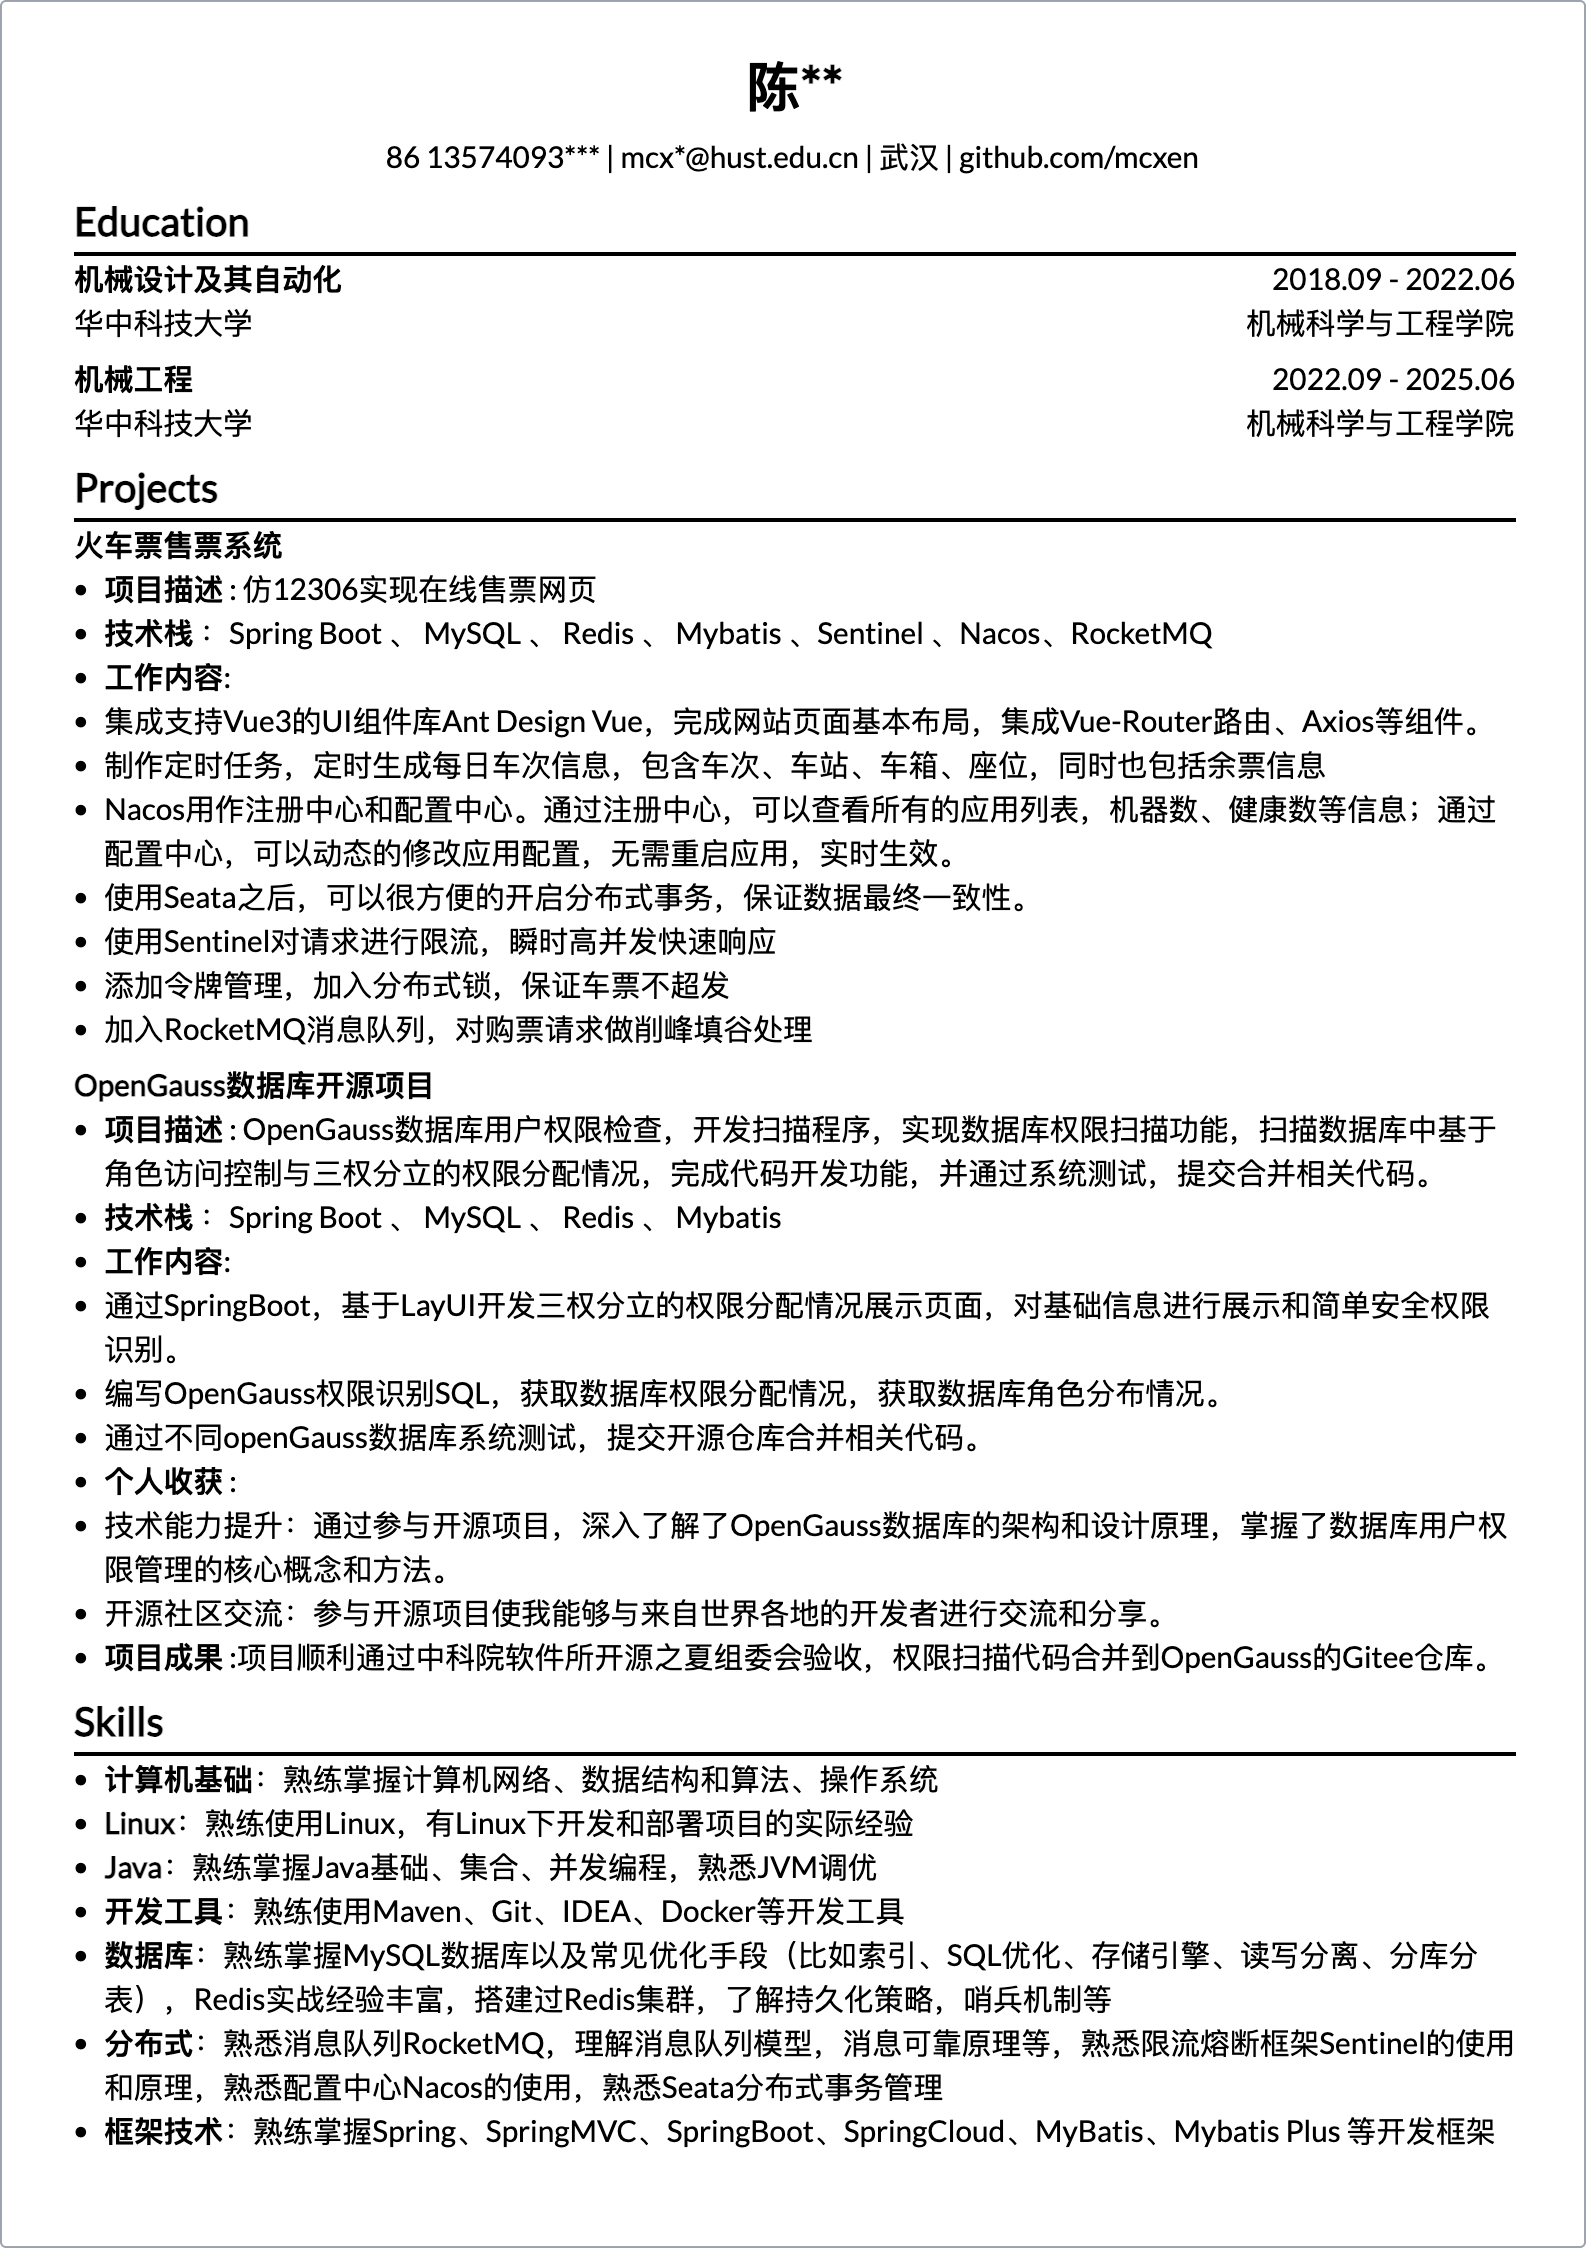 陈**
86 13574093*** | mcx*@hust.edu.cn | 武汉 | github.com/mcxen
Education
机械设计及其自动化 2018.09 - 2022.06
华中科技大学 机械科学与工程学院
机械工程 2022.09 - 2025.06
华中科技大学 机械科学与工程学院
Projects
火车票售票系统
• 项目描述 : 仿12306实现在线售票网页
• 技术栈 ： Spring Boot 、 MySQL 、 Redis 、 Mybatis 、Sentinel 、Nacos、RocketMQ
• 工作内容:
• 集成支持Vue3的UI组件库Ant Design Vue，完成网站页面基本布局，集成Vue-Router路由、Axios等组件。
• 制作定时任务，定时生成每日车次信息，包含车次、车站、车箱、座位，同时也包括余票信息
• Nacos用作注册中心和配置中心。通过注册中心，可以查看所有的应用列表，机器数、健康数等信息；通过
配置中心，可以动态的修改应用配置，无需重启应用，实时生效。
• 使用Seata之后，可以很方便的开启分布式事务，保证数据最终一致性。
• 使用Sentinel对请求进行限流，瞬时高并发快速响应
• 添加令牌管理，加入分布式锁，保证车票不超发
• 加入RocketMQ消息队列，对购票请求做削峰填谷处理
OpenGauss数据库开源项目
• 项目描述 : OpenGauss数据库用户权限检查，开发扫描程序，实现数据库权限扫描功能，扫描数据库中基于
角色访问控制与三权分立的权限分配情况，完成代码开发功能，并通过系统测试，提交合并相关代码。
• 技术栈 ： Spring Boot 、 MySQL 、 Redis 、 Mybatis
• 工作内容:
• 通过SpringBoot，基于LayUI开发三权分立的权限分配情况展示页面，对基础信息进行展示和简单安全权限
识别。
• 编写OpenGauss权限识别SQL，获取数据库权限分配情况，获取数据库角色分布情况。
• 通过不同openGauss数据库系统测试，提交开源仓库合并相关代码。
• 个人收获 :
• 技术能力提升：通过参与开源项目，深入了解了OpenGauss数据库的架构和设计原理，掌握了数据库用户权
限管理的核心概念和方法。
• 开源社区交流：参与开源项目使我能够与来自世界各地的开发者进行交流和分享。
• 项目成果 :项目顺利通过中科院软件所开源之夏组委会验收，权限扫描代码合并到OpenGauss的Gitee仓库。
Skills
• 计算机基础：熟练掌握计算机网络、数据结构和算法、操作系统
• Linux：熟练使用Linux，有Linux下开发和部署项目的实际经验
• Java：熟练掌握Java基础、集合、并发编程，熟悉JVM调优
• 开发工具：熟练使用Maven、Git、IDEA、Docker等开发工具
• 数据库：熟练掌握MySQL数据库以及常见优化手段（比如索引、SQL优化、存储引擎、读写分离、分库分
表），Redis实战经验丰富，搭建过Redis集群，了解持久化策略，哨兵机制等
• 分布式：熟悉消息队列RocketMQ，理解消息队列模型，消息可靠原理等，熟悉限流熔断框架Sentinel的使用
和原理，熟悉配置中心Nacos的使用，熟悉Seata分布式事务管理
• 框架技术：熟练掌握Spring、SpringMVC、SpringBoot、SpringCloud、MyBatis、Mybatis Plus 等开发框架